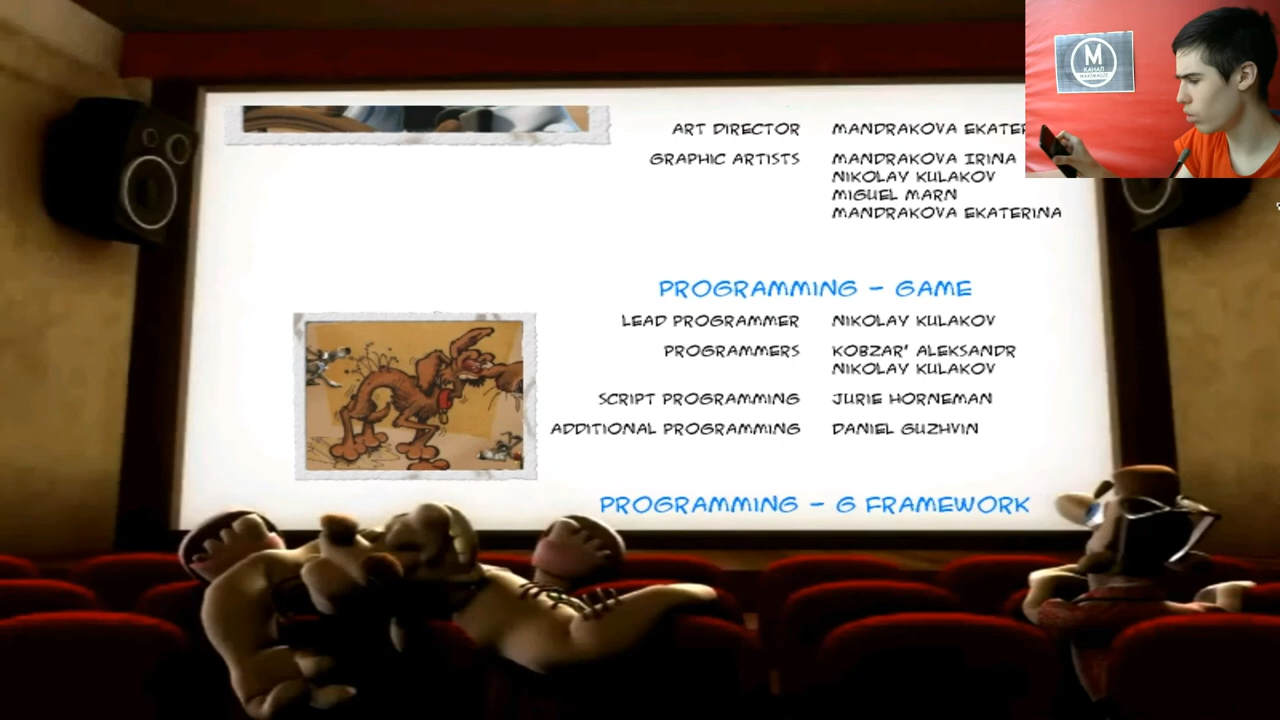 ART DIRECTOR MANDRAKOVA EKATER
GRAPHIC ARTISTS MANDRAKOVA IRINA
NIKOLAY KULAKOV
MIGUEL MARN
MANDRAKOVA EKATERINA
PROGRAMMING - GAME
LEAD PROGRAMMER NIKOLAY KULAKOV
PROGRAMMERS KOBZAR' ALEKSANDR
NIKOLAY KULAKOV
SCRIPT PROGRAMMING JURIE HORNEMAN
ADDITIONAL PROGRAMMING DANIEL GUZHVIN
PROGRAMMING - G FRAMEWORK
M
КАНАЛ